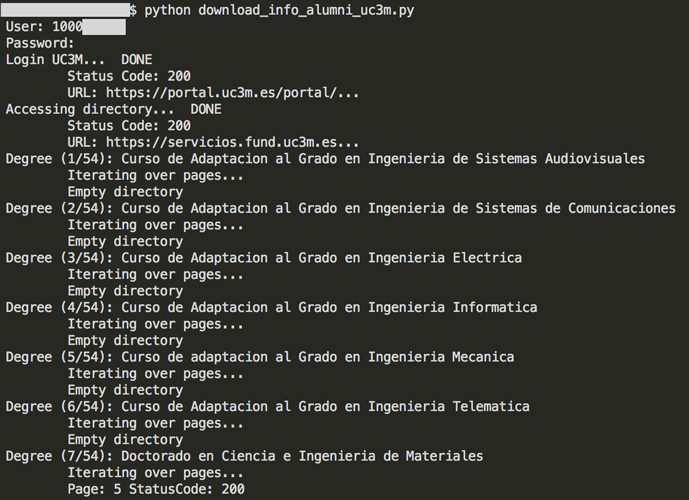 $ python download_info_alumni_uc3m.py
User: 1000
Password:
Login UC3M... DONE
Status Code: 200
URL: https://portal.uc3m.es/portal/...
Accessing directory... DONE
Status Code: 200
URL: https://servicios.fund.uc3m.es...
Degree (1/54): Curso de Adaptacion al Grado en Ingenieria de Sistemas Audiovisuales
Iterating over pages...
Empty directory
Degree (2/54): Curso de Adaptacion al Grado en Ingenieria de Sistemas de Comunicaciones
Iterating over pages...
Empty directory
Degree (3/54): Curso de Adaptacion al Grado en Ingenieria Electrica
Iterating over pages...
Empty directory
Degree (4/54): Curso de Adaptacion al Grado en Ingenieria Informatica
Iterating over pages...
Empty directory
Degree (5/54): Curso de adaptacion al Grado en Ingenieria Mecanica
Iterating over pages...
Empty directory
Degree (6/54): Curso de Adaptacion al Grado en Ingenieria Telematica
Iterating over pages...
Empty directory
Degree (7/54): Doctorado en Ciencia e Ingenieria de Materiales
Iterating over pages...
Page: 5 StatusCode: 200